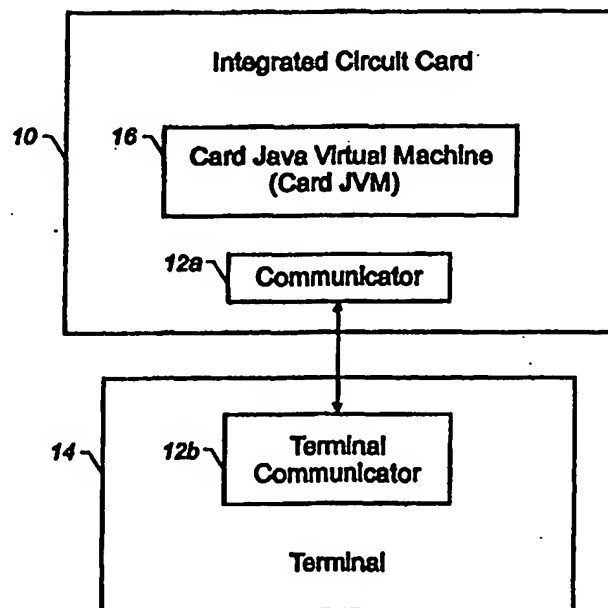 Integrated Circuit Card
10
16
Card Java Virtual Machine
(Card JVM)
12a
Communicator
14
12b
Terminal
Communicator
Terminal